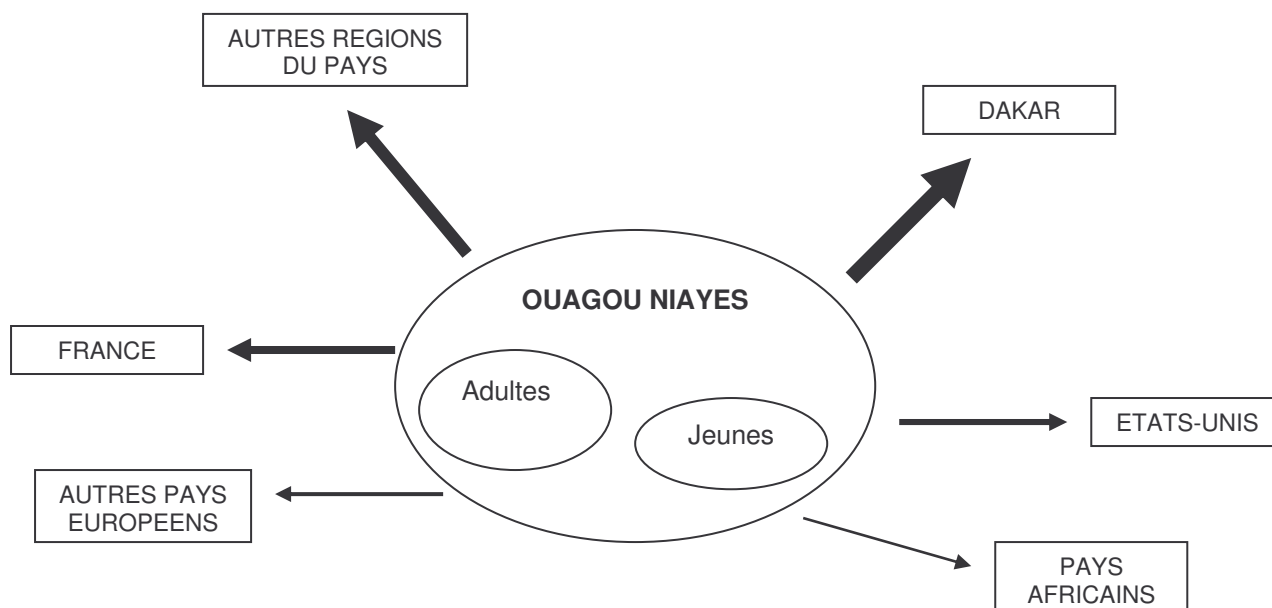 AUTRES REGIONS
DU PAYS
DAKAR
OUAGOU NIAYES
FRANCE
Adultes
Jeunes
ETATS-UNIS
AUTRES PAYS
EUROPEENS
PAYS
AFRICAINS